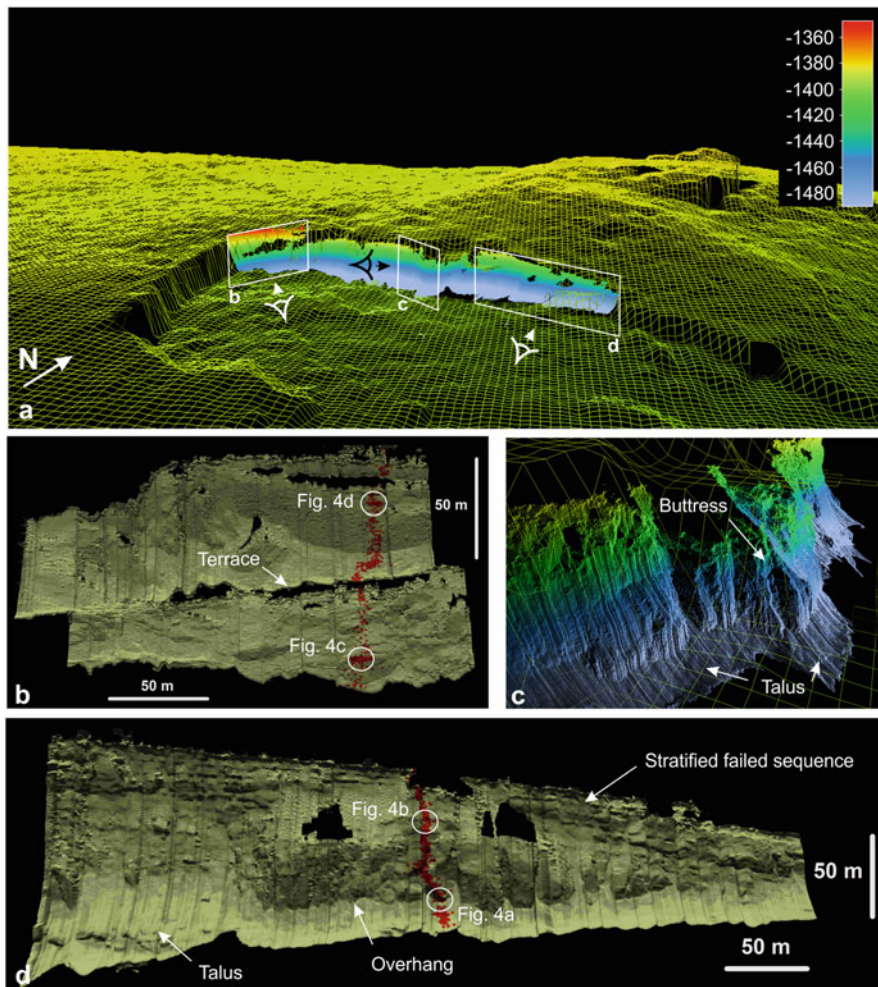 -1360
-1380
-1400
-1420
-1440
-1460
-1480
b
c
d
N
a
Fig. 4d
50 m
Terrace
Fig. 4c
b
50 m
Buttress
Talus
c
Stratified failed sequence
Fig. 4b
50 m
Fig. 4a
Talus
Overhang
50 m
d